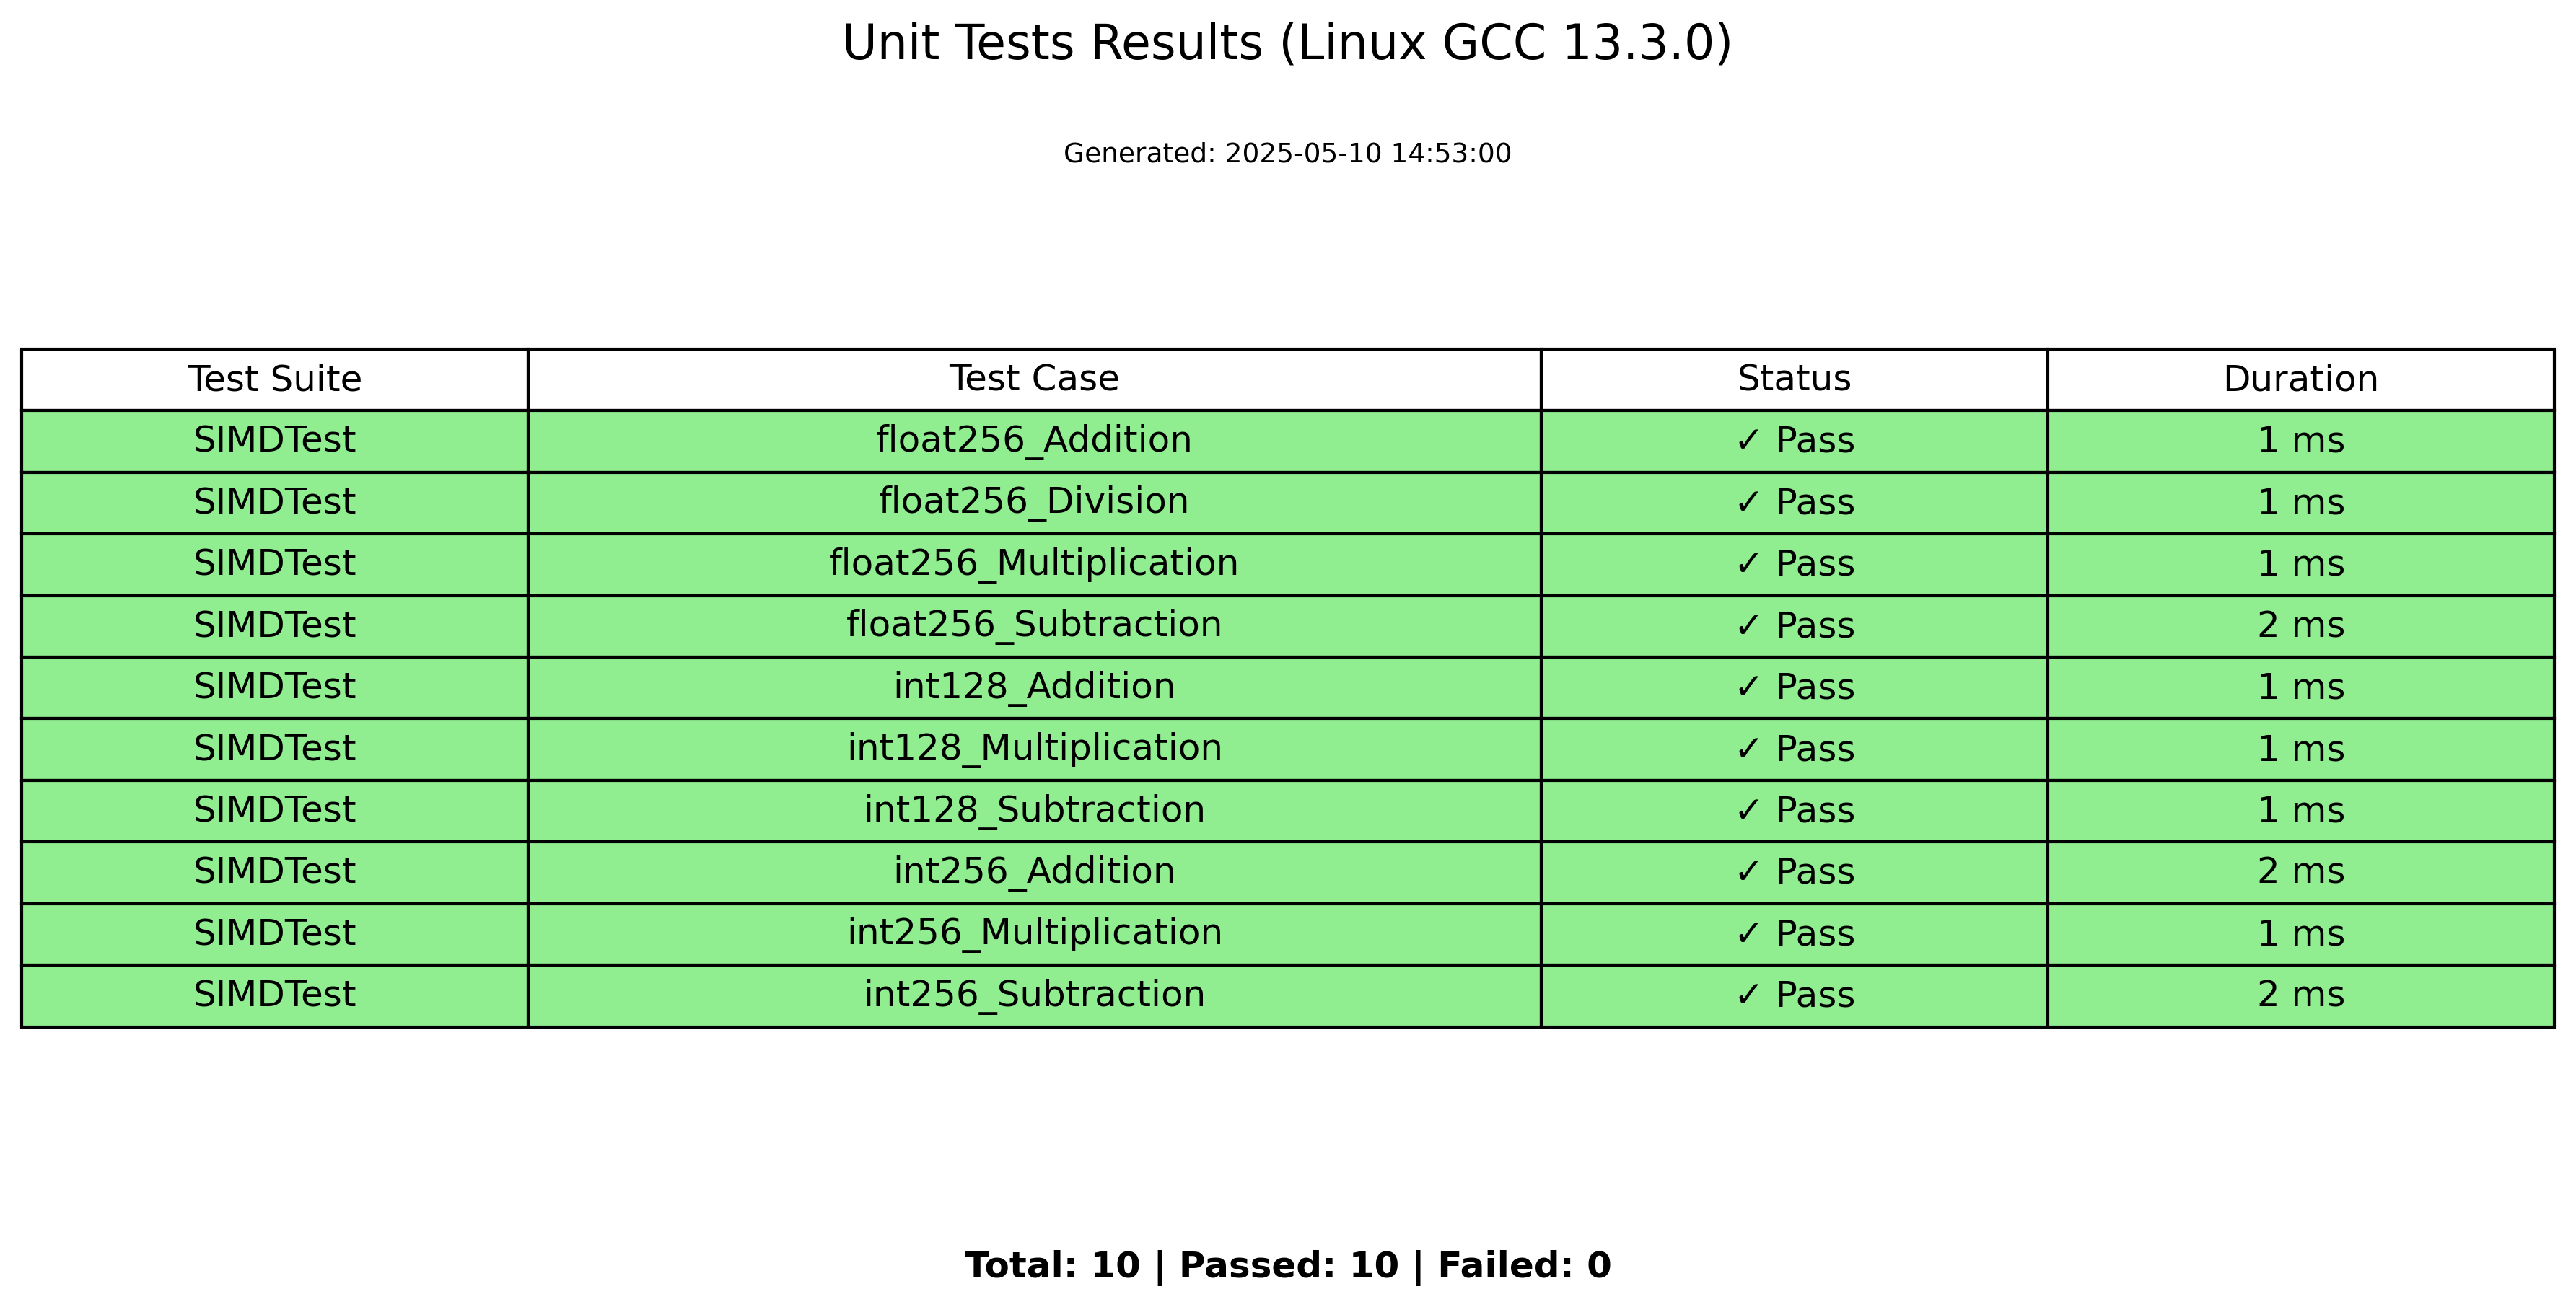 Unit Tests Results (Linux GCC 13.3.0)
Generated: 2025-05-10 14:53:00
Test Suite Test Case Status Duration
SIMDTest float256_Addition ✓ Pass 1 ms
SIMDTest float256_Division ✓ Pass 1 ms
SIMDTest float256_Multiplication ✓ Pass 1 ms
SIMDTest float256_Subtraction ✓ Pass 2 ms
SIMDTest int128_Addition ✓ Pass 1 ms
SIMDTest int128_Multiplication ✓ Pass 1 ms
SIMDTest int128_Subtraction ✓ Pass 1 ms
SIMDTest int256_Addition ✓ Pass 2 ms
SIMDTest int256_Multiplication ✓ Pass 1 ms
SIMDTest int256_Subtraction ✓ Pass 2 ms
Total: 10 | Passed: 10 | Failed: 0